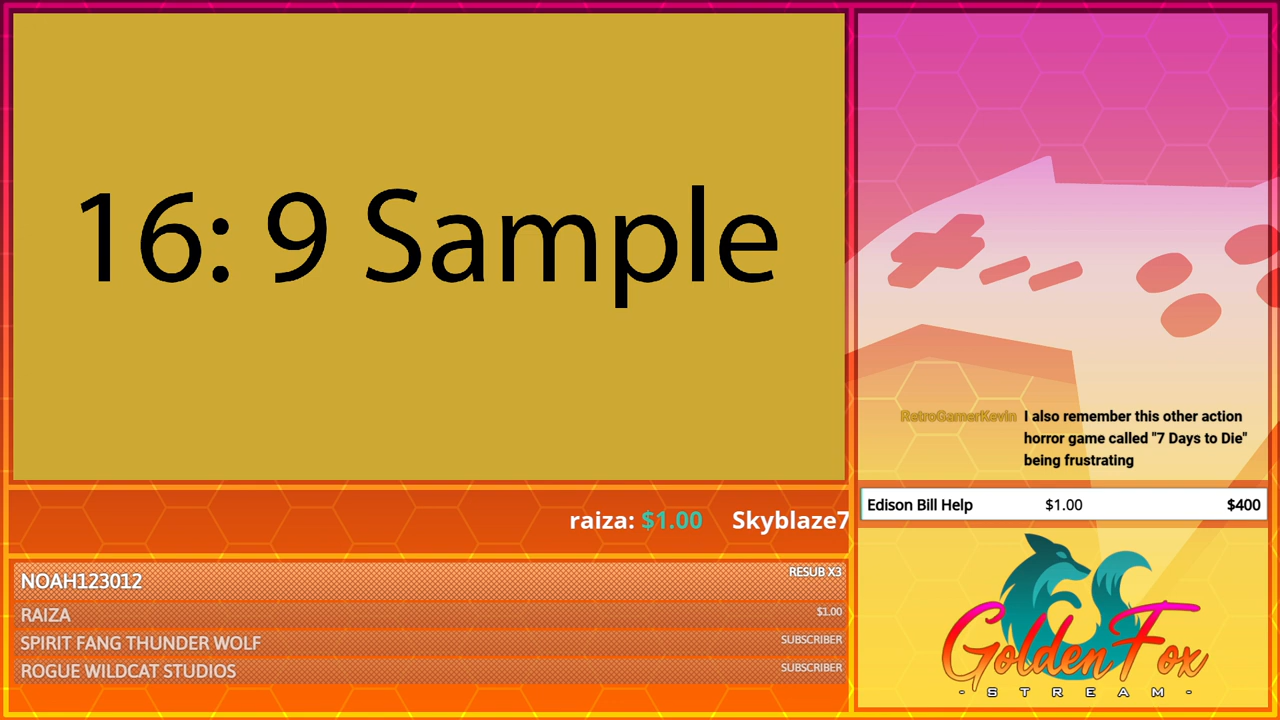 16: 9 Sample
RetroGamerKevin I also remember this other action
horror game called "7 Days to Die"
being frustrating
Edison Bill Help $1.00 $400
raiza: $1.00 Skyblaze7
NOAH123012 RESUB X3
RAIZA $1.00
SPIRIT FANG THUNDER WOLF SUBSCRIBER
ROGUE WILDCAT STUDIOS SUBSCRIBER
Golden Fox
- STREAM -